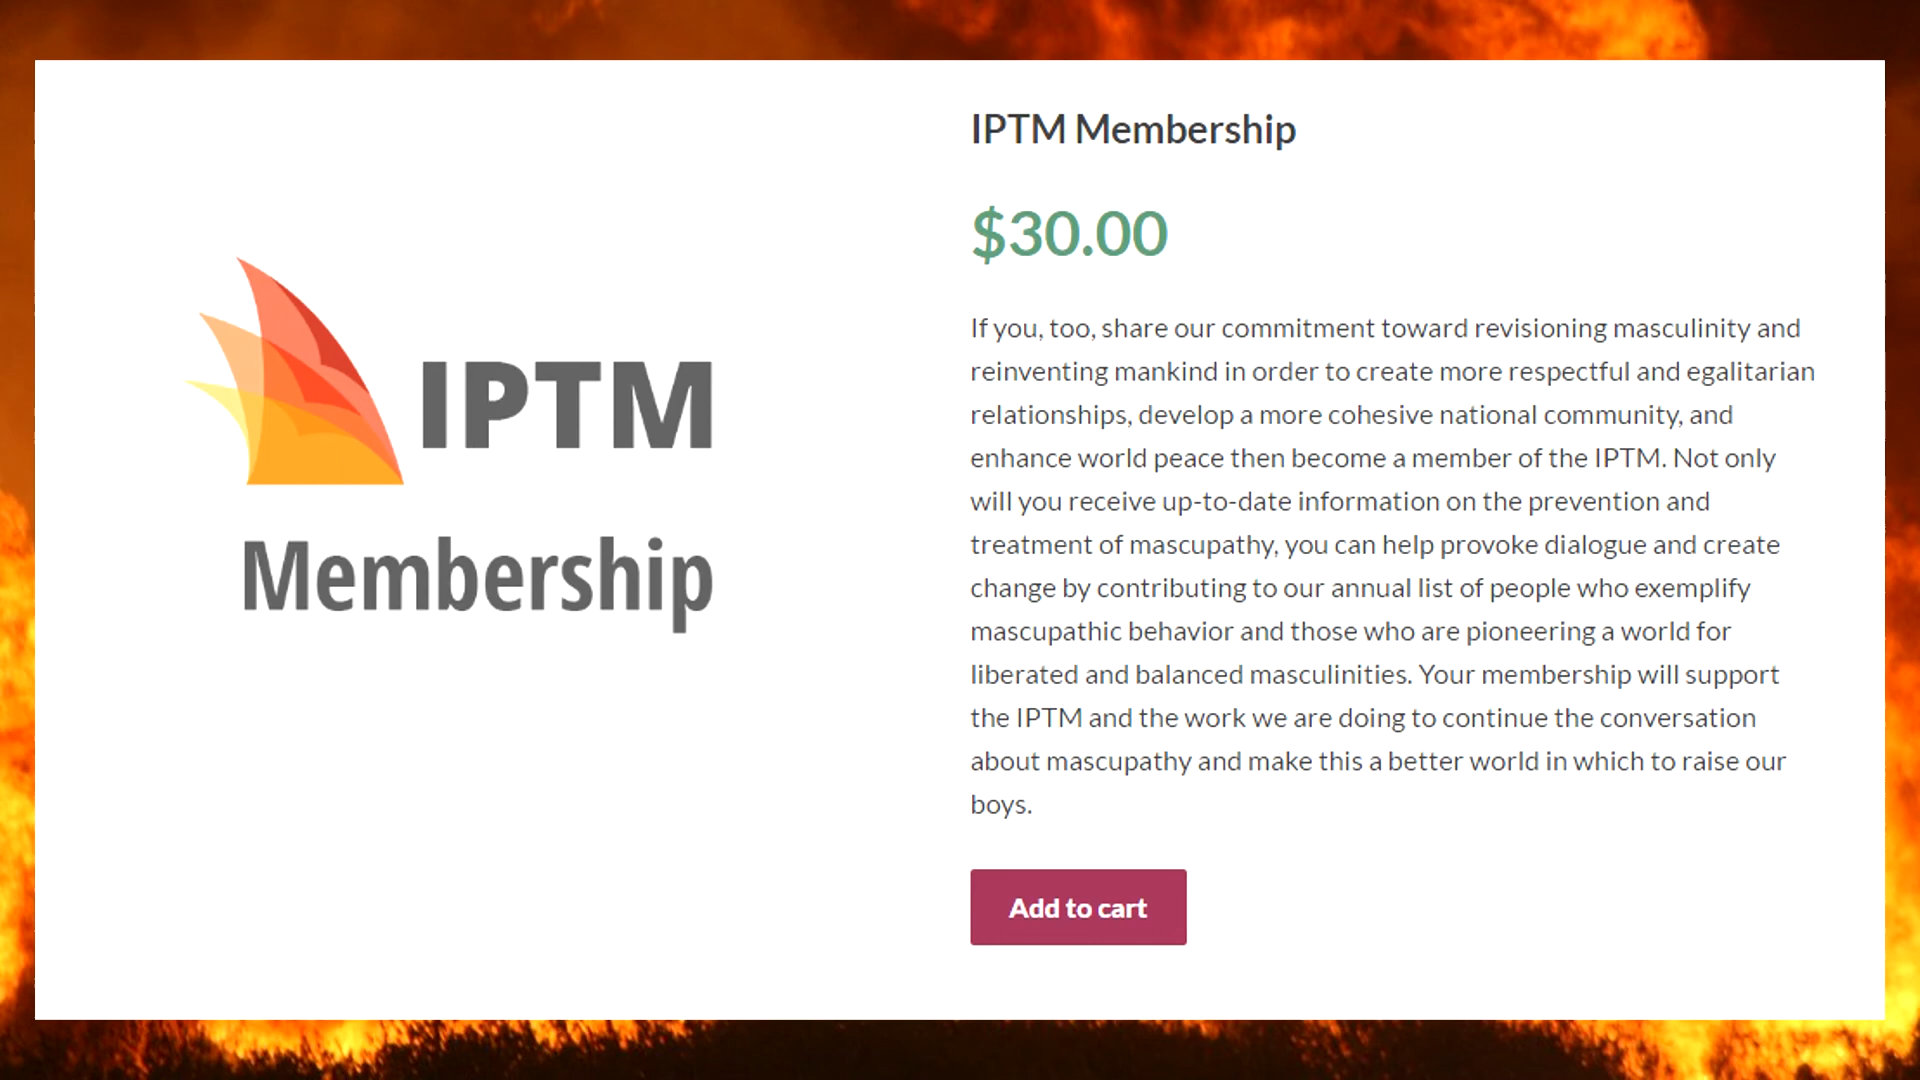 IPTM
Membership
IPTM Membership
$30.00
If you, too, share our commitment toward revisioning masculinity and
reinventing mankind in order to create more respectful and egalitarian
relationships, develop a more cohesive national community, and
enhance world peace then become a member of the IPTM. Not only
will you receive up-to-date information on the prevention and
treatment of mascupathy, you can help provoke dialogue and create
change by contributing to our annual list of people who exemplify
mascupathic behavior and those who are pioneering a world for
liberated and balanced masculinities. Your membership will support
the IPTM and the work we are doing to continue the conversation
about mascupathy and make this a better world in which to raise our
boys.
Add to cart